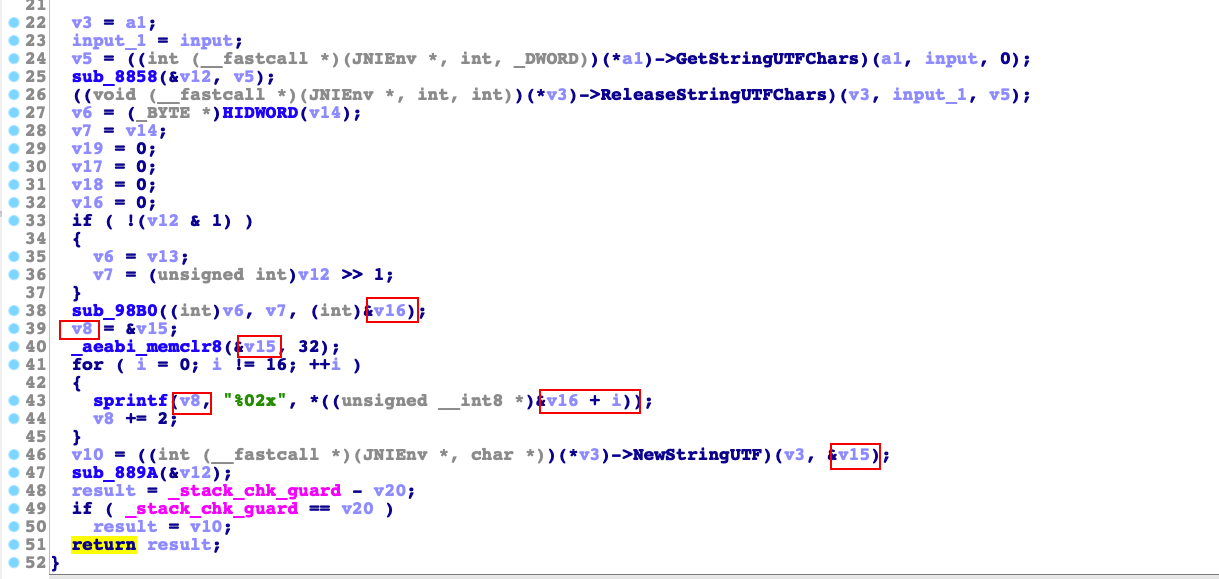 21
22 v3 = a1;
23 input_1 = input;
24 v5 = ((int (__fastcall *)(JNIEnv *, int, _DWORD))(*a1)->GetStringUTFChars)(a1, input, 0);
25 sub_8858(&v12, v5);
26 ((void (__fastcall *)(JNIEnv *, int, int))(*v3)->ReleaseStringUTFChars)(v3, input_1, v5);
27 v6 = (_BYTE *)HIDWORD(v14);
28 v7 = v14;
29 v19 = 0;
30 v17 = 0;
31 v18 = 0;
32 v16 = 0;
33 if ( !(v12 & 1) )
34 {
35 v6 = v13;
36 v7 = (unsigned int)v12 >> 1;
37 }
38 sub_98B0((int)v6, v7, (int)&v16);
39 v8 = &v15;
40 _aeabi_memclr8(&v15, 32);
41 for ( i = 0; i != 16; ++i )
42 {
43 sprintf(v8, "%02x", *((unsigned __int8 *)&v16 + i));
44 v8 += 2;
45 }
46 v10 = ((int (__fastcall *)(JNIEnv *, char *))(*v3)->NewStringUTF)(v3, &v15);
47 sub_889A(&v12);
48 result = _stack_chk_guard - v20;
49 if ( _stack_chk_guard == v20 )
50 result = v10;
51 return result;
52 }